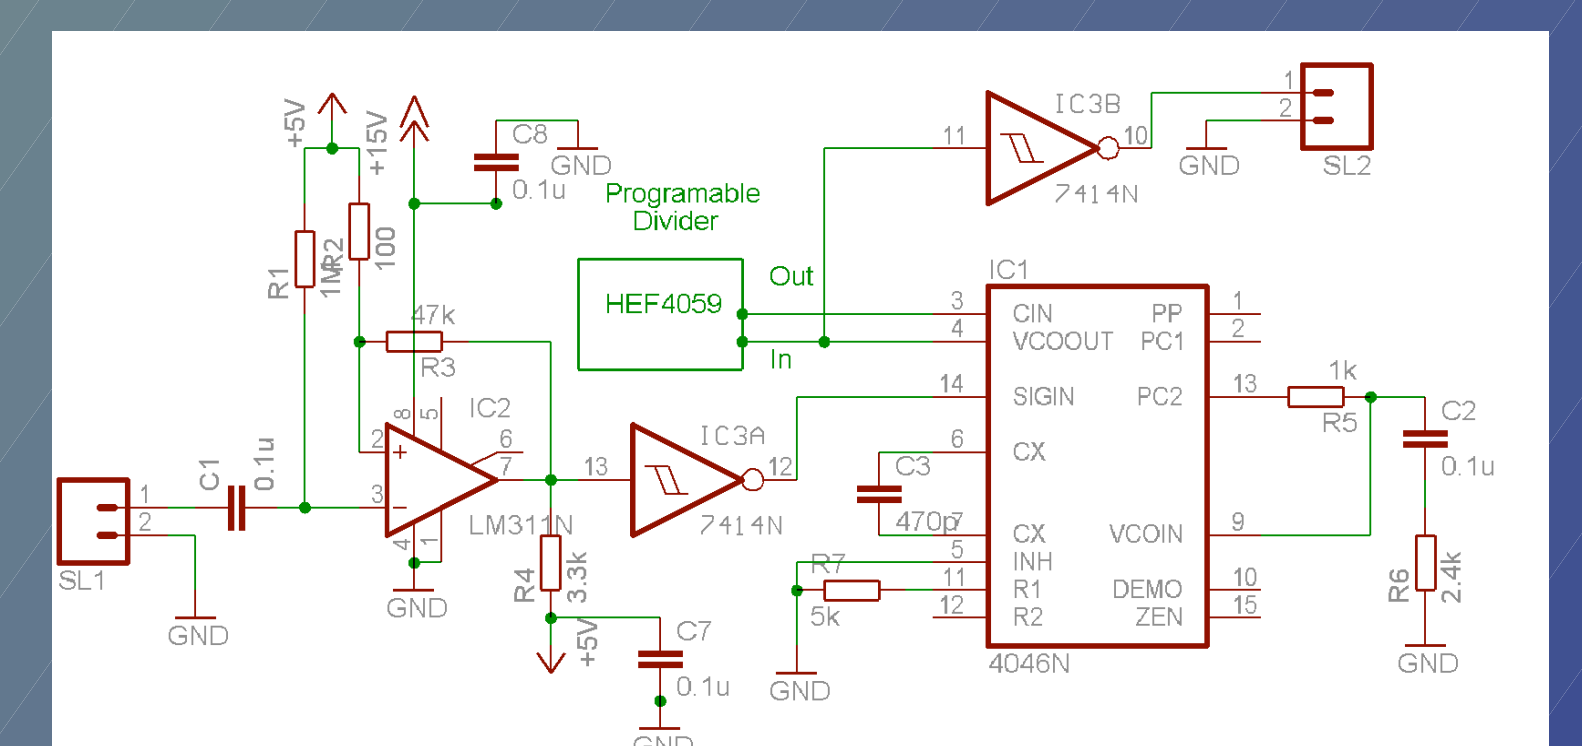 +5V
+15V
C8
GND
0.1u
Programable
Divider
R1
1M
R2
100
47k
R3
HEF4059
Out
In
11
IC3B
10
7414N
1
2
GND
SL2
IC1
3
CIN
PP
1
4
VCOOUT
PC1
2
14
SIGIN
PC2
13
1k
R5
C2
0.1u
6
CX
C3
470p
7
CX
VCOIN
9
5
INH
R7
5k
11
R1
DEMO
10
12
R2
ZEN
15
4046N
GND
R6
2.4k
GND
IC2
8
5
2
+
6
7
3
−
4
1
LM311N
GND
13
IC3A
12
7414N
C1
0.1u
1
2
SL1
GND
R4
3.3k
+5V
C7
0.1u
GND